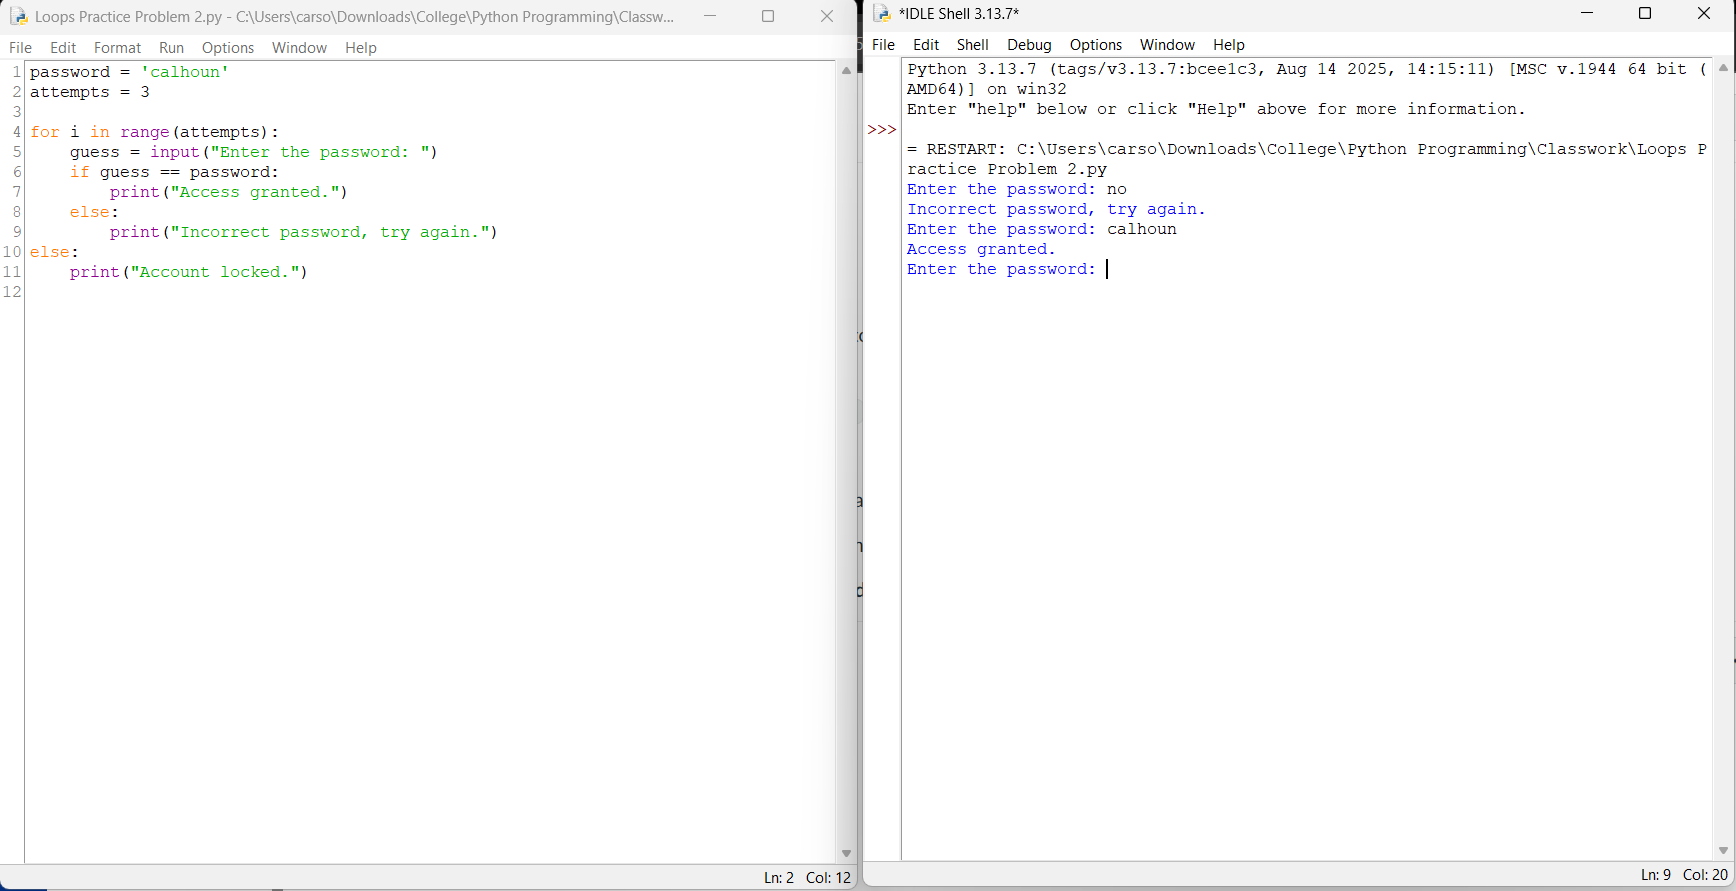 Loops Practice Problem 2.py - C:\Users\carso\Downloads\College\Python Programming\Classw...
File Edit Format Run Options Window Help
1 password = 'calhoun'
2 attempts = 3
3
4 for i in range(attempts):
5     guess = input("Enter the password: ")
6     if guess == password:
7         print("Access granted.")
8     else:
9         print("Incorrect password, try again.")
10 else:
11     print("Account locked.")
12
Ln: 2 Col: 12
*IDLE Shell 3.13.7*
File Edit Shell Debug Options Window Help
Python 3.13.7 (tags/v3.13.7:bcee1c3, Aug 14 2025, 14:15:11) [MSC v.1944 64 bit (
AMD64)] on win32
Enter "help" below or click "Help" above for more information.
>>>
= RESTART: C:\Users\carso\Downloads\College\Python Programming\Classwork\Loops P
ractice Problem 2.py
Enter the password: no
Incorrect password, try again.
Enter the password: calhoun
Access granted.
Enter the password:
Ln: 9 Col: 20